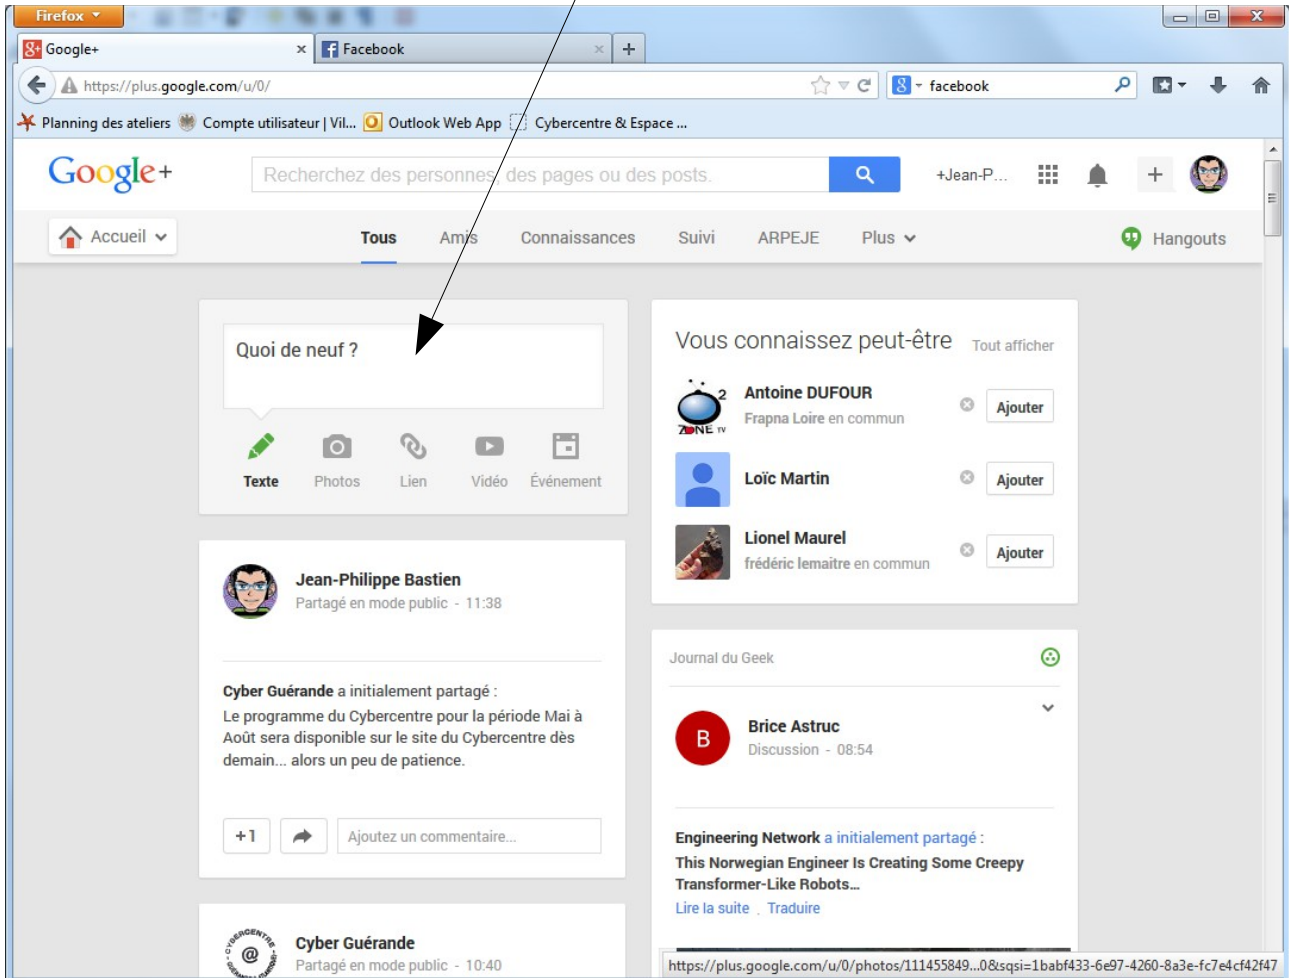 Firefox
Google+
Facebook
https://plus.google.com/u/0/
facebook
Planning des ateliers
Compte utilisateur | Vil...
Outlook Web App
Cybercentre & Espace ...
Google+
Recherchez des personnes, des pages ou des posts.
+Jean-P...
Accueil
Tous
Amis
Connaissances
Suivi
ARPEJE
Plus
Hangouts
Quoi de neuf ?
Texte
Photos
Lien
Vidéo
Événement
Jean-Philippe Bastien
Partagé en mode public - 11:38
Cyber Guérande a initialement partagé :
Le programme du Cybercentre pour la période Mai à
Août sera disponible sur le site du Cybercentre dès
demain... alors un peu de patience.
+1
Ajoutez un commentaire...
CYBERCENTRE
@
Cyber Guérande
Partagé en mode public - 10:40
Vous connaissez peut-être
Tout afficher
2
ZONE TV
Antoine DUFOUR
Frapna Loire en commun
Ajouter
Loïc Martin
Ajouter
Lionel Maurel
frédéric lemaitre en commun
Ajouter
Journal du Geek
B
Brice Astruc
Discussion - 08:54
Engineering Network a initialement partagé :
This Norwegian Engineer Is Creating Some Creepy
Transformer-Like Robots...
Lire la suite . Traduire
https://plus.google.com/u/0/photos/111455849...0&sqsi=1babf433-6e97-4260-8a3e-fc7e4cf42f47